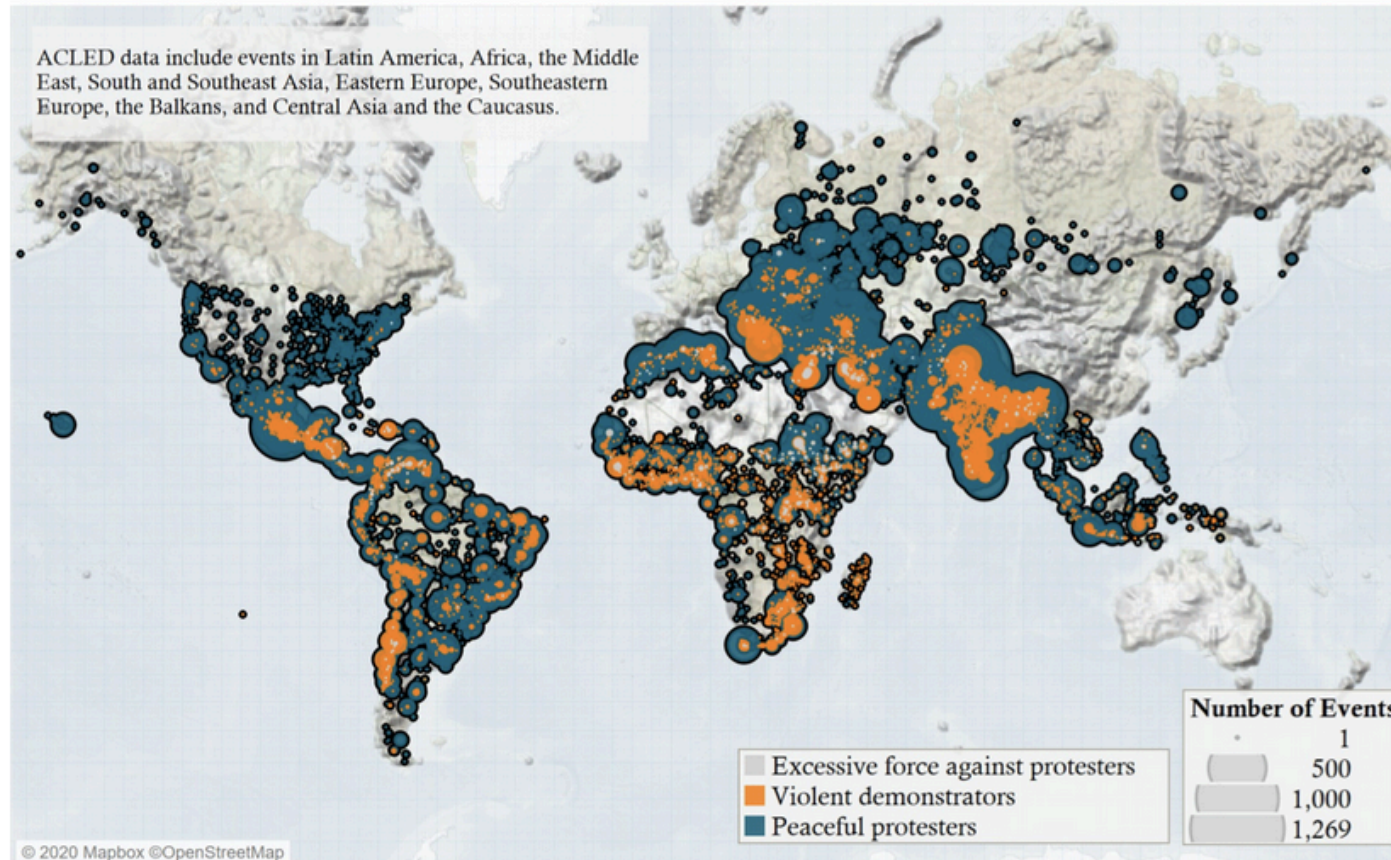 ACLED data include events in Latin America, Africa, the Middle
East, South and Southeast Asia, Eastern Europe, Southeastern
Europe, the Balkans, and Central Asia and the Caucasus.
Number of Events
1
500
1,000
1,269
Excessive force against protesters
Violent demonstrators
Peaceful protesters
© 2020 Mapbox ©OpenStreetMap